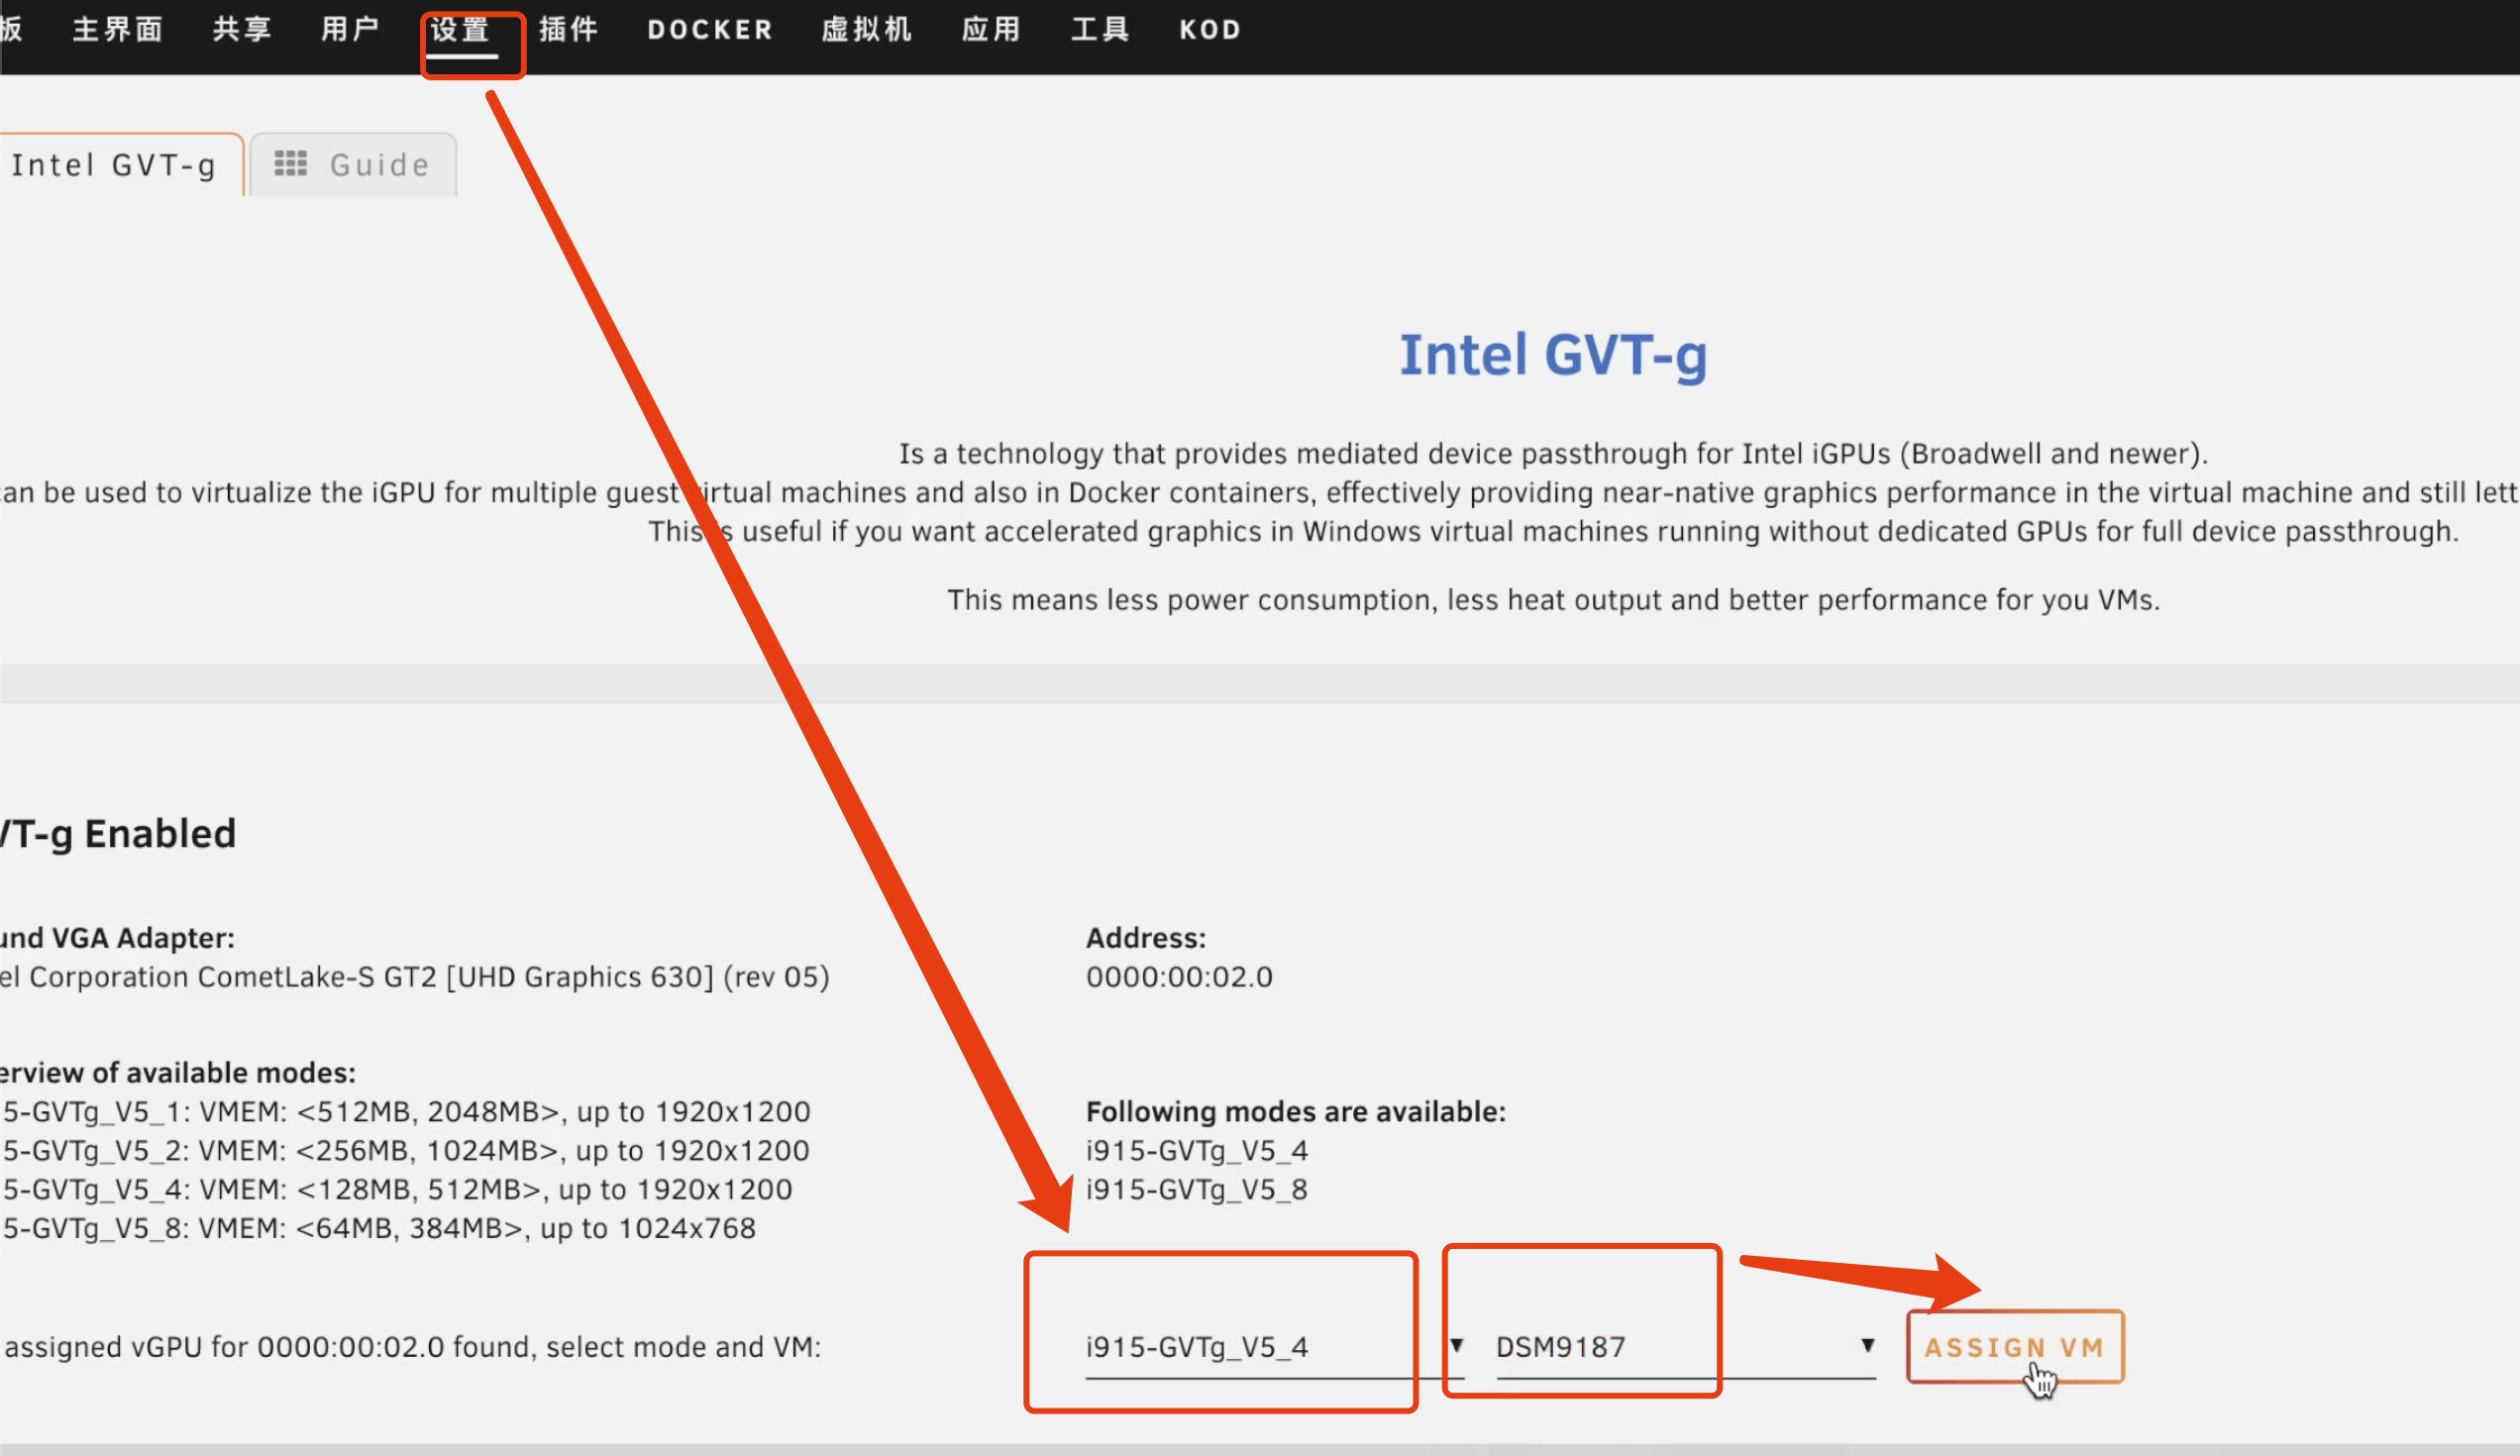 板 主界面 共享 用户 设置 插件 DOCKER 虚拟机 应用 工具 KOD
Intel GVT-g Guide
Intel GVT-g
Is a technology that provides mediated device passthrough for Intel iGPUs (Broadwell and newer).
can be used to virtualize the iGPU for multiple guest virtual machines and also in Docker containers, effectively providing near-native graphics performance in the virtual machine and still lett
This is useful if you want accelerated graphics in Windows virtual machines running without dedicated GPUs for full device passthrough.
This means less power consumption, less heat output and better performance for you VMs.
VT-g Enabled
und VGA Adapter:
el Corporation CometLake-S GT2 [UHD Graphics 630] (rev 05)
Address:
0000:00:02.0
erview of available modes:
5-GVTg_V5_1: VMEM: <512MB, 2048MB>, up to 1920x1200
5-GVTg_V5_2: VMEM: <256MB, 1024MB>, up to 1920x1200
5-GVTg_V5_4: VMEM: <128MB, 512MB>, up to 1920x1200
5-GVTg_V5_8: VMEM: <64MB, 384MB>, up to 1024x768
Following modes are available:
i915-GVTg_V5_4
i915-GVTg_V5_8
assigned vGPU for 0000:00:02.0 found, select mode and VM:
i915-GVTg_V5_4
DSM9187
ASSIGN VM